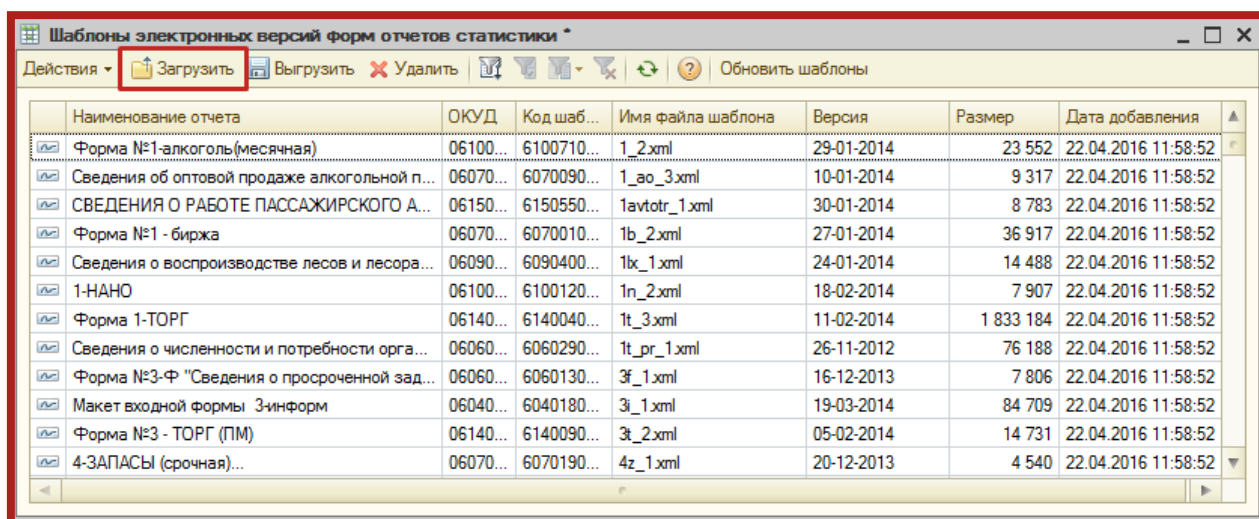 Шаблоны электронных версий форм отчетов статистики *
Действия Загрузить Выгрузить Удалить Обновить шаблоны
Наименование отчета ОКУД Код шаб... Имя файла шаблона Версия Размер Дата добавления
Форма №1-алкоголь(месячная) 06100... 6100710... 1_2.xml 29-01-2014 23 552 22.04.2016 11:58:52
Сведения об оптовой продаже алкогольной п... 06070... 6070090... 1_ao_3.xml 10-01-2014 9 317 22.04.2016 11:58:52
СВЕДЕНИЯ О РАБОТЕ ПАССАЖИРСКОГО А... 06150... 6150550... 1avtotr_1.xml 30-01-2014 8 783 22.04.2016 11:58:52
Форма №1 - биржа 06070... 6070010... 1b_2.xml 27-01-2014 36 917 22.04.2016 11:58:52
Сведения о воспроизводстве лесов и лесора... 06090... 6090400... 1lx_1.xml 24-01-2014 14 488 22.04.2016 11:58:52
1-НАНО 06100... 6100120... 1n_2.xml 18-02-2014 7 907 22.04.2016 11:58:52
Форма 1-ТОРГ 06140... 6140040... 1t_3.xml 11-02-2014 1 833 184 22.04.2016 11:58:52
Сведения о численности и потребности орга... 06060... 6060290... 1t_pr_1.xml 26-11-2012 76 188 22.04.2016 11:58:52
Форма №3-Ф "Сведения о просроченной зад... 06060... 6060130... 3f_1.xml 16-12-2013 7 806 22.04.2016 11:58:52
Макет входной формы 3-информ 06040... 6040180... 3i_1.xml 19-03-2014 84 709 22.04.2016 11:58:52
Форма №3 - ТОРГ (ПМ) 06140... 6140090... 3t_2.xml 05-02-2014 14 731 22.04.2016 11:58:52
4-ЗАПАСЫ (срочная)... 06070... 6070190... 4z_1.xml 20-12-2013 4 540 22.04.2016 11:58:52